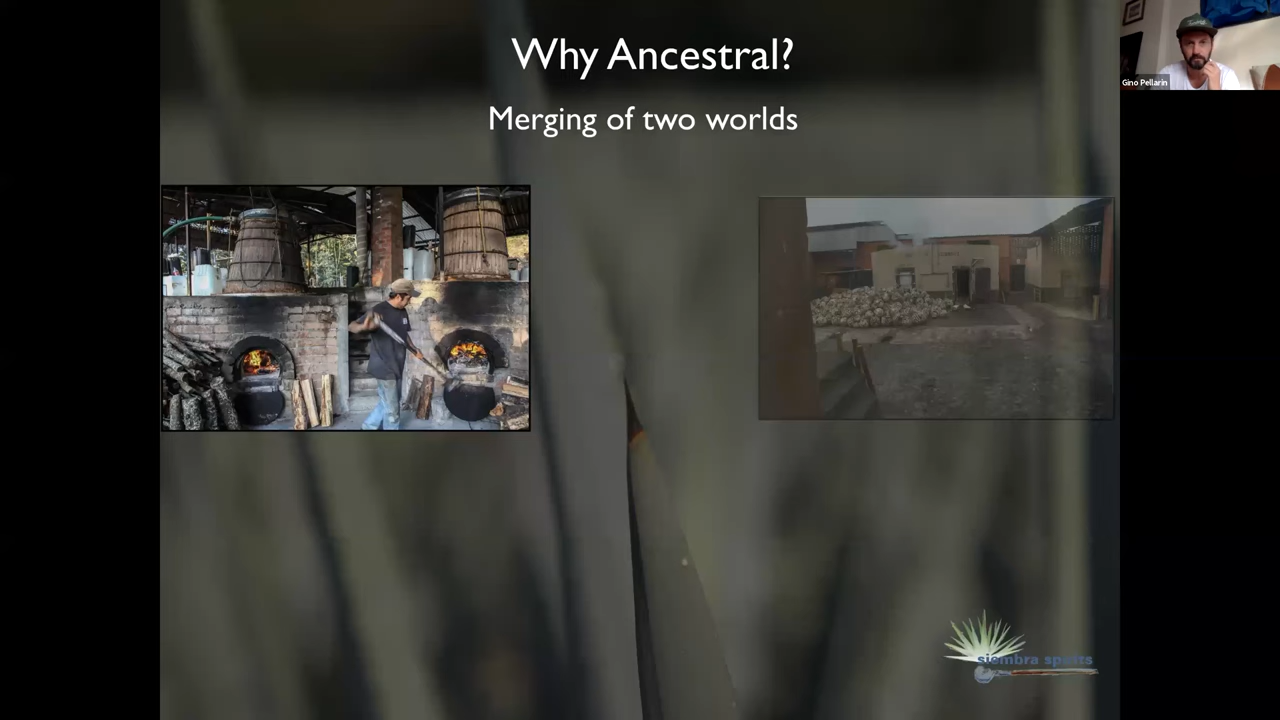 Why Ancestral?
Merging of two worlds
Gino Pellarin
siembra spirits